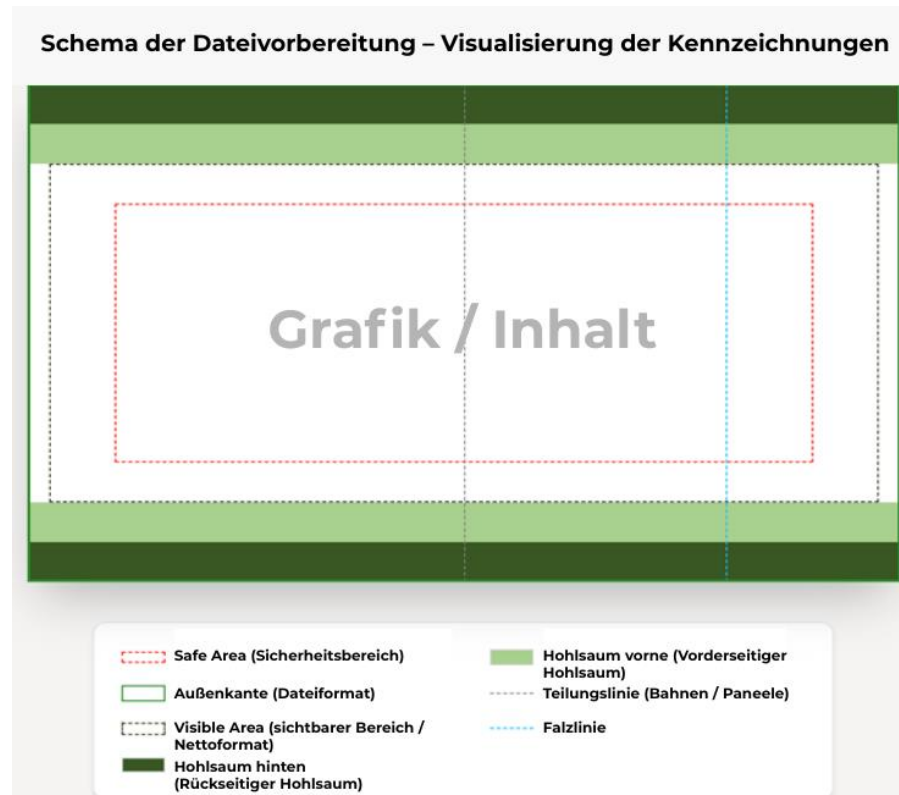 Schema der Dateivorbereitung – Visualisierung der Kennzeichnungen
Grafik / Inhalt
Safe Area (Sicherheitsbereich)
Außenkante (Dateiformat)
Visible Area (sichtbarer Bereich /
Nettoformat)
Hohlsaum hinten
(Rückseitiger Hohlsaum)
Hohlsaum vorne (Vorderseitiger
Hohlsaum)
Teilungslinie (Bahnen / Paneele)
Falzlinie